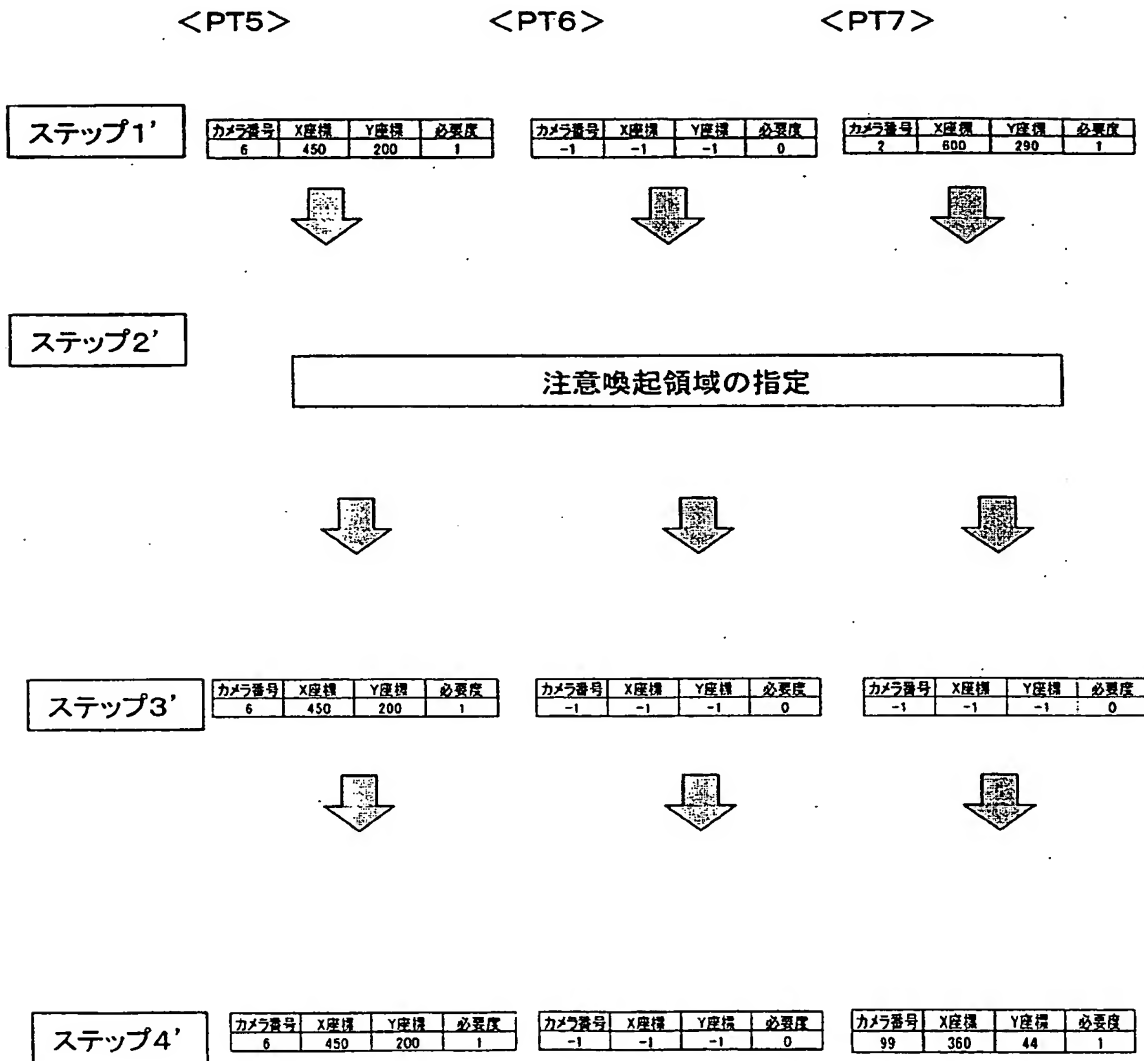 <PT5> <PT6> <PT7>
ステップ1’
カメラ番号 X座標 Y座標 必要度 カメラ番号 X座標 Y座標 必要度 カメラ番号 X座標 Y座標 必要度
6 450 200 1 -1 -1 -1 0 2 600 290 1
ステップ2’
注意喚起領域の指定
ステップ3’
カメラ番号 X座標 Y座標 必要度 カメラ番号 X座標 Y座標 必要度 カメラ番号 X座標 Y座標 必要度
6 450 200 1 -1 -1 -1 0 -1 -1 -1 0
ステップ4’
カメラ番号 X座標 Y座標 必要度 カメラ番号 X座標 Y座標 必要度 カメラ番号 X座標 Y座標 必要度
6 450 200 1 -1 -1 -1 0 99 360 44 1